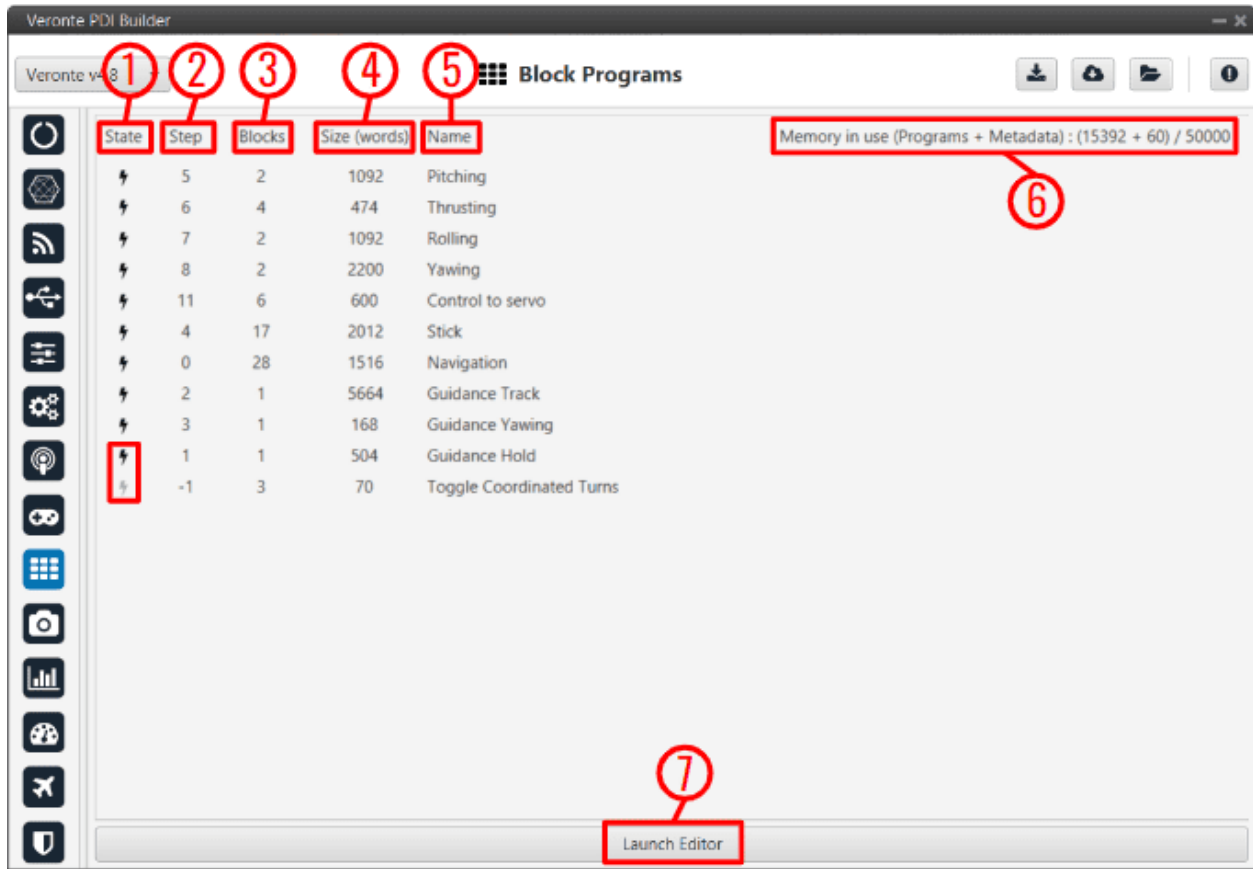 Veronte PDI Builder
1 2 3 4 5
Veronte v4.8 Block Programs
State Step Blocks Size (words) Name Memory in use (Programs + Metadata) : (15392 + 60) / 50000
6
5 2 1092 Pitching
6 4 474 Thrusting
7 2 1092 Rolling
8 2 2200 Yawing
11 6 600 Control to servo
4 17 2012 Stick
0 28 1516 Navigation
2 1 5664 Guidance Track
3 1 168 Guidance Yawing
1 1 504 Guidance Hold
-1 3 70 Toggle Coordinated Turns
7
Launch Editor